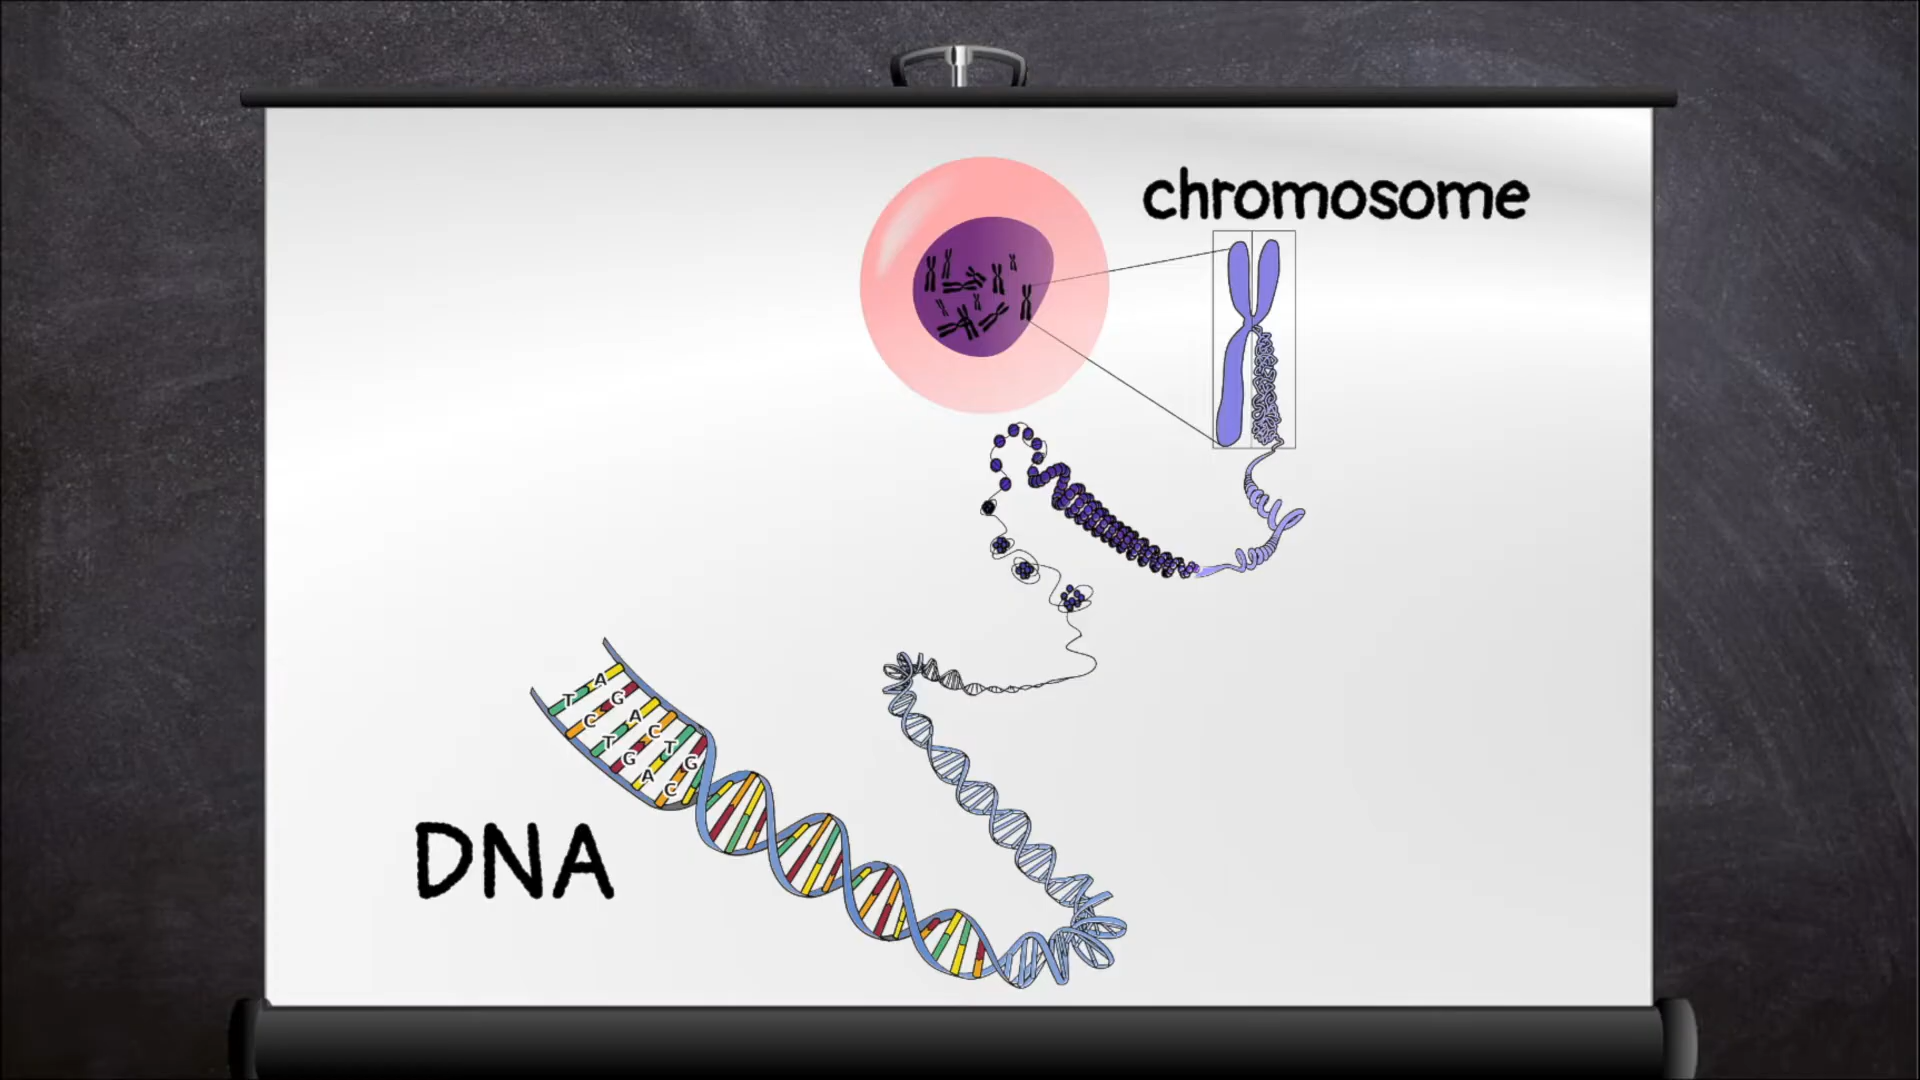 chromosome
T A
C G
T A
G C
A T
C G
DNA